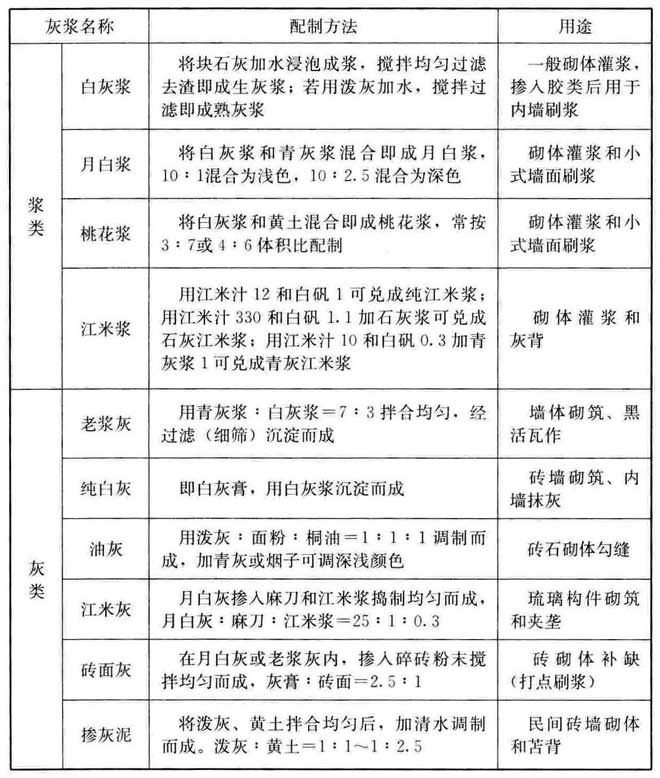 灰浆名称 配制方法 用途
浆类
白灰浆
将块石灰加水浸泡成浆，搅拌均匀过滤
去渣即成生灰浆；若用泼灰加水，搅拌过
滤即成熟灰浆
一般砌体灌浆，
掺入胶类后用于
内墙刷浆
月白浆
将白灰浆和青灰浆混合即成月白浆，
10∶1混合为浅色，10∶2.5混合为深色
砌体灌浆和小
式墙面刷浆
桃花浆
将白灰浆和黄土混合即成桃花浆，常按
3∶7或4∶6体积比配制
砌体灌浆和小
式墙面刷浆
江米浆
用江米汁12和白矾1可兑成纯江米浆；
用江米汁330和白矾1.1加石灰浆可兑成
石灰江米浆；用江米汁10和白矾0.3加青
灰浆1可兑成青灰江米浆
砌体灌浆和
灰背
灰类
老浆灰
用青灰浆∶白灰浆＝7∶3拌合均匀，经
过滤（细筛）沉淀而成
墙体砌筑、黑
活瓦作
纯白灰
即白灰膏，用白灰浆沉淀而成
砖墙砌筑、内
墙抹灰
油灰
用泼灰∶面粉∶桐油＝1∶1∶1调制而
成，加青灰或烟子可调深浅颜色
砖石砌体勾缝
江米灰
月白灰掺入麻刀和江米浆捣制均匀而成，
月白灰∶麻刀∶江米浆＝25∶1∶0.3
琉璃构件砌筑
和夹垄
砖面灰
在月白灰或老浆灰内，掺入碎砖粉末搅
拌均匀而成，灰膏∶砖面＝2.5∶1
砖砌体补缺
（打点刷浆）
掺灰泥
将泼灰、黄土拌合均匀后，加清水调制
而成。泼灰∶黄土＝1∶1～1∶2.5
民间砖墙砌体
和苫背